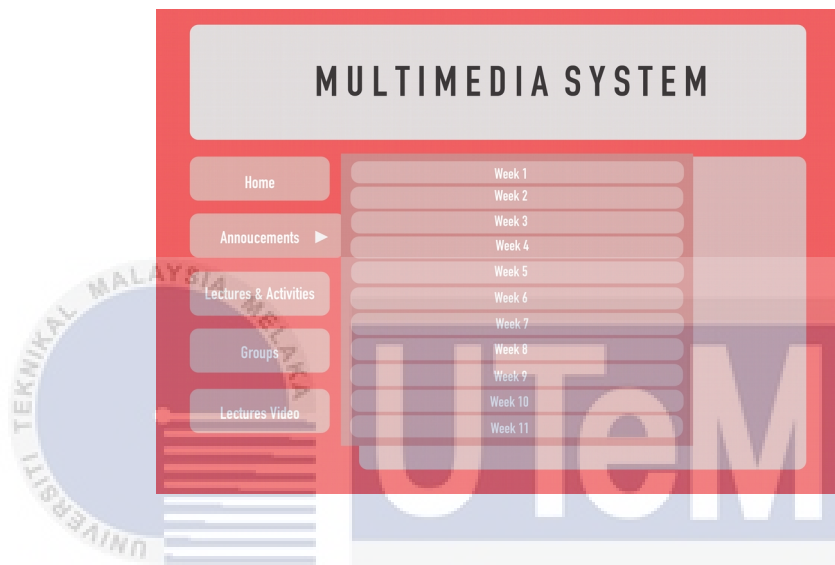 MULTIMEDIA SYSTEM
Home
Annoucements
Lectures & Activities
Groups
Lectures Video
Week 1
Week 2
Week 3
Week 4
Week 5
Week 6
Week 7
Week 8
Week 9
Week 10
Week 11
UNIVERSITI TEKNIKAL MALAYSIA MELAKA
UTeM